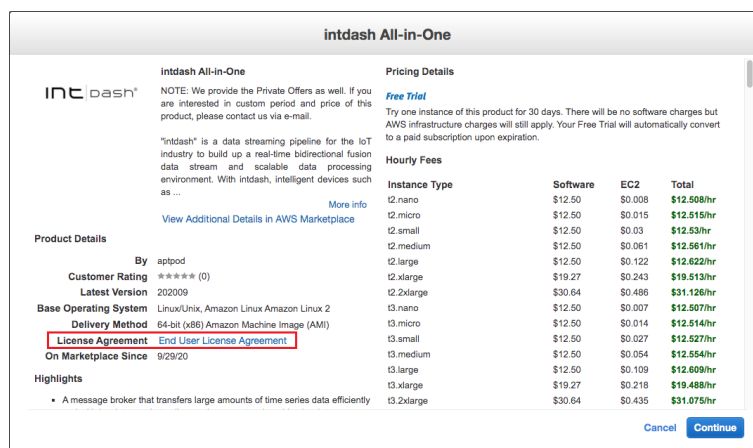 intdash All-in-One
INT DASH®
intdash All-in-One
NOTE: We provide the Private Offers as well. If you
are interested in custom period and price of this
product, please contact us via e-mail.
"intdash" is a data streaming pipeline for the IoT
industry to build up a real-time bidirectional fusion
data stream and scalable data processing
environment. With intdash, intelligent devices such
as ...
More info
View Additional Details in AWS Marketplace
Product Details
By aptpod
Customer Rating ★★★★★ (0)
Latest Version 202009
Base Operating System Linux/Unix, Amazon Linux Amazon Linux 2
Delivery Method 64-bit (x86) Amazon Machine Image (AMI)
License Agreement End User License Agreement
On Marketplace Since 9/29/20
Highlights
▪ A message broker that transfers large amounts of time series data efficiently
Pricing Details
Free Trial
Try one instance of this product for 30 days. There will be no software charges but
AWS infrastructure charges will still apply. Your Free Trial will automatically convert
to a paid subscription upon expiration.
Hourly Fees
Instance Type Software EC2 Total
t2.nano $12.50 $0.008 $12.508/hr
t2.micro $12.50 $0.015 $12.515/hr
t2.small $12.50 $0.03 $12.53/hr
t2.medium $12.50 $0.061 $12.561/hr
t2.large $12.50 $0.122 $12.622/hr
t2.xlarge $19.27 $0.243 $19.513/hr
t2.2xlarge $30.64 $0.486 $31.126/hr
t3.nano $12.50 $0.007 $12.507/hr
t3.micro $12.50 $0.014 $12.514/hr
t3.small $12.50 $0.027 $12.527/hr
t3.medium $12.50 $0.054 $12.554/hr
t3.large $12.50 $0.109 $12.609/hr
t3.xlarge $19.27 $0.218 $19.488/hr
t3.2xlarge $30.64 $0.435 $31.075/hr
Cancel Continue